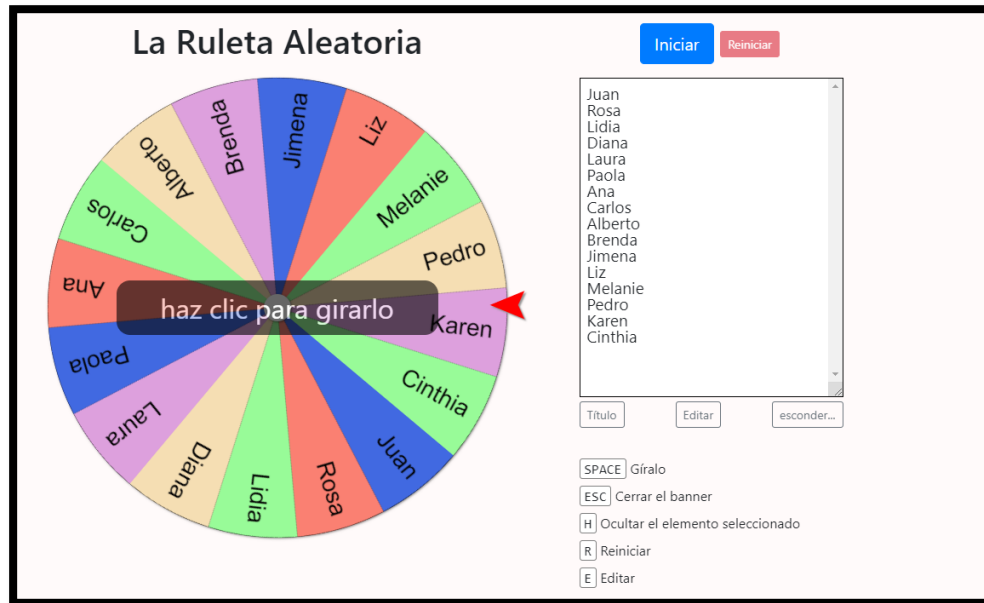 La Ruleta Aleatoria
Iniciar
Reiniciar
Jimena
Liz
Melanie
Pedro
Karen
Cinthia
Juan
Rosa
Lidia
Diana
Laura
Paola
Ana
Carlos
Alberto
Brenda
haz clic para girarlo
Juan
Rosa
Lidia
Diana
Laura
Paola
Ana
Carlos
Alberto
Brenda
Jimena
Liz
Melanie
Pedro
Karen
Cinthia
Título
Editar
esconder...
SPACE Gíralo
ESC Cerrar el banner
H Ocultar el elemento seleccionado
R Reiniciar
E Editar